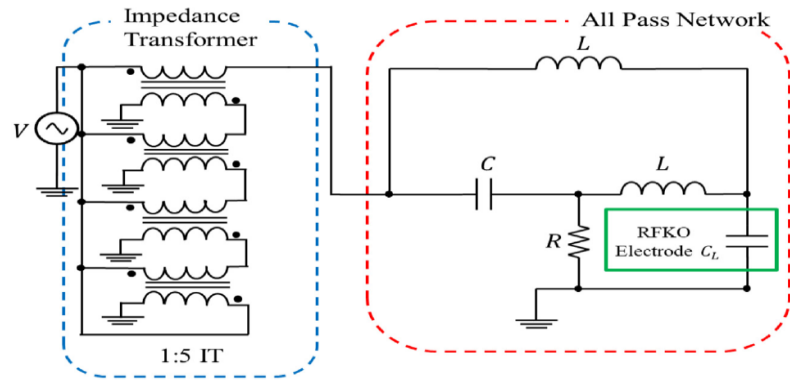 Impedance
Transformer
All Pass Network
L
V
C
L
R
RFKO
Electrode C_L
1:5 IT